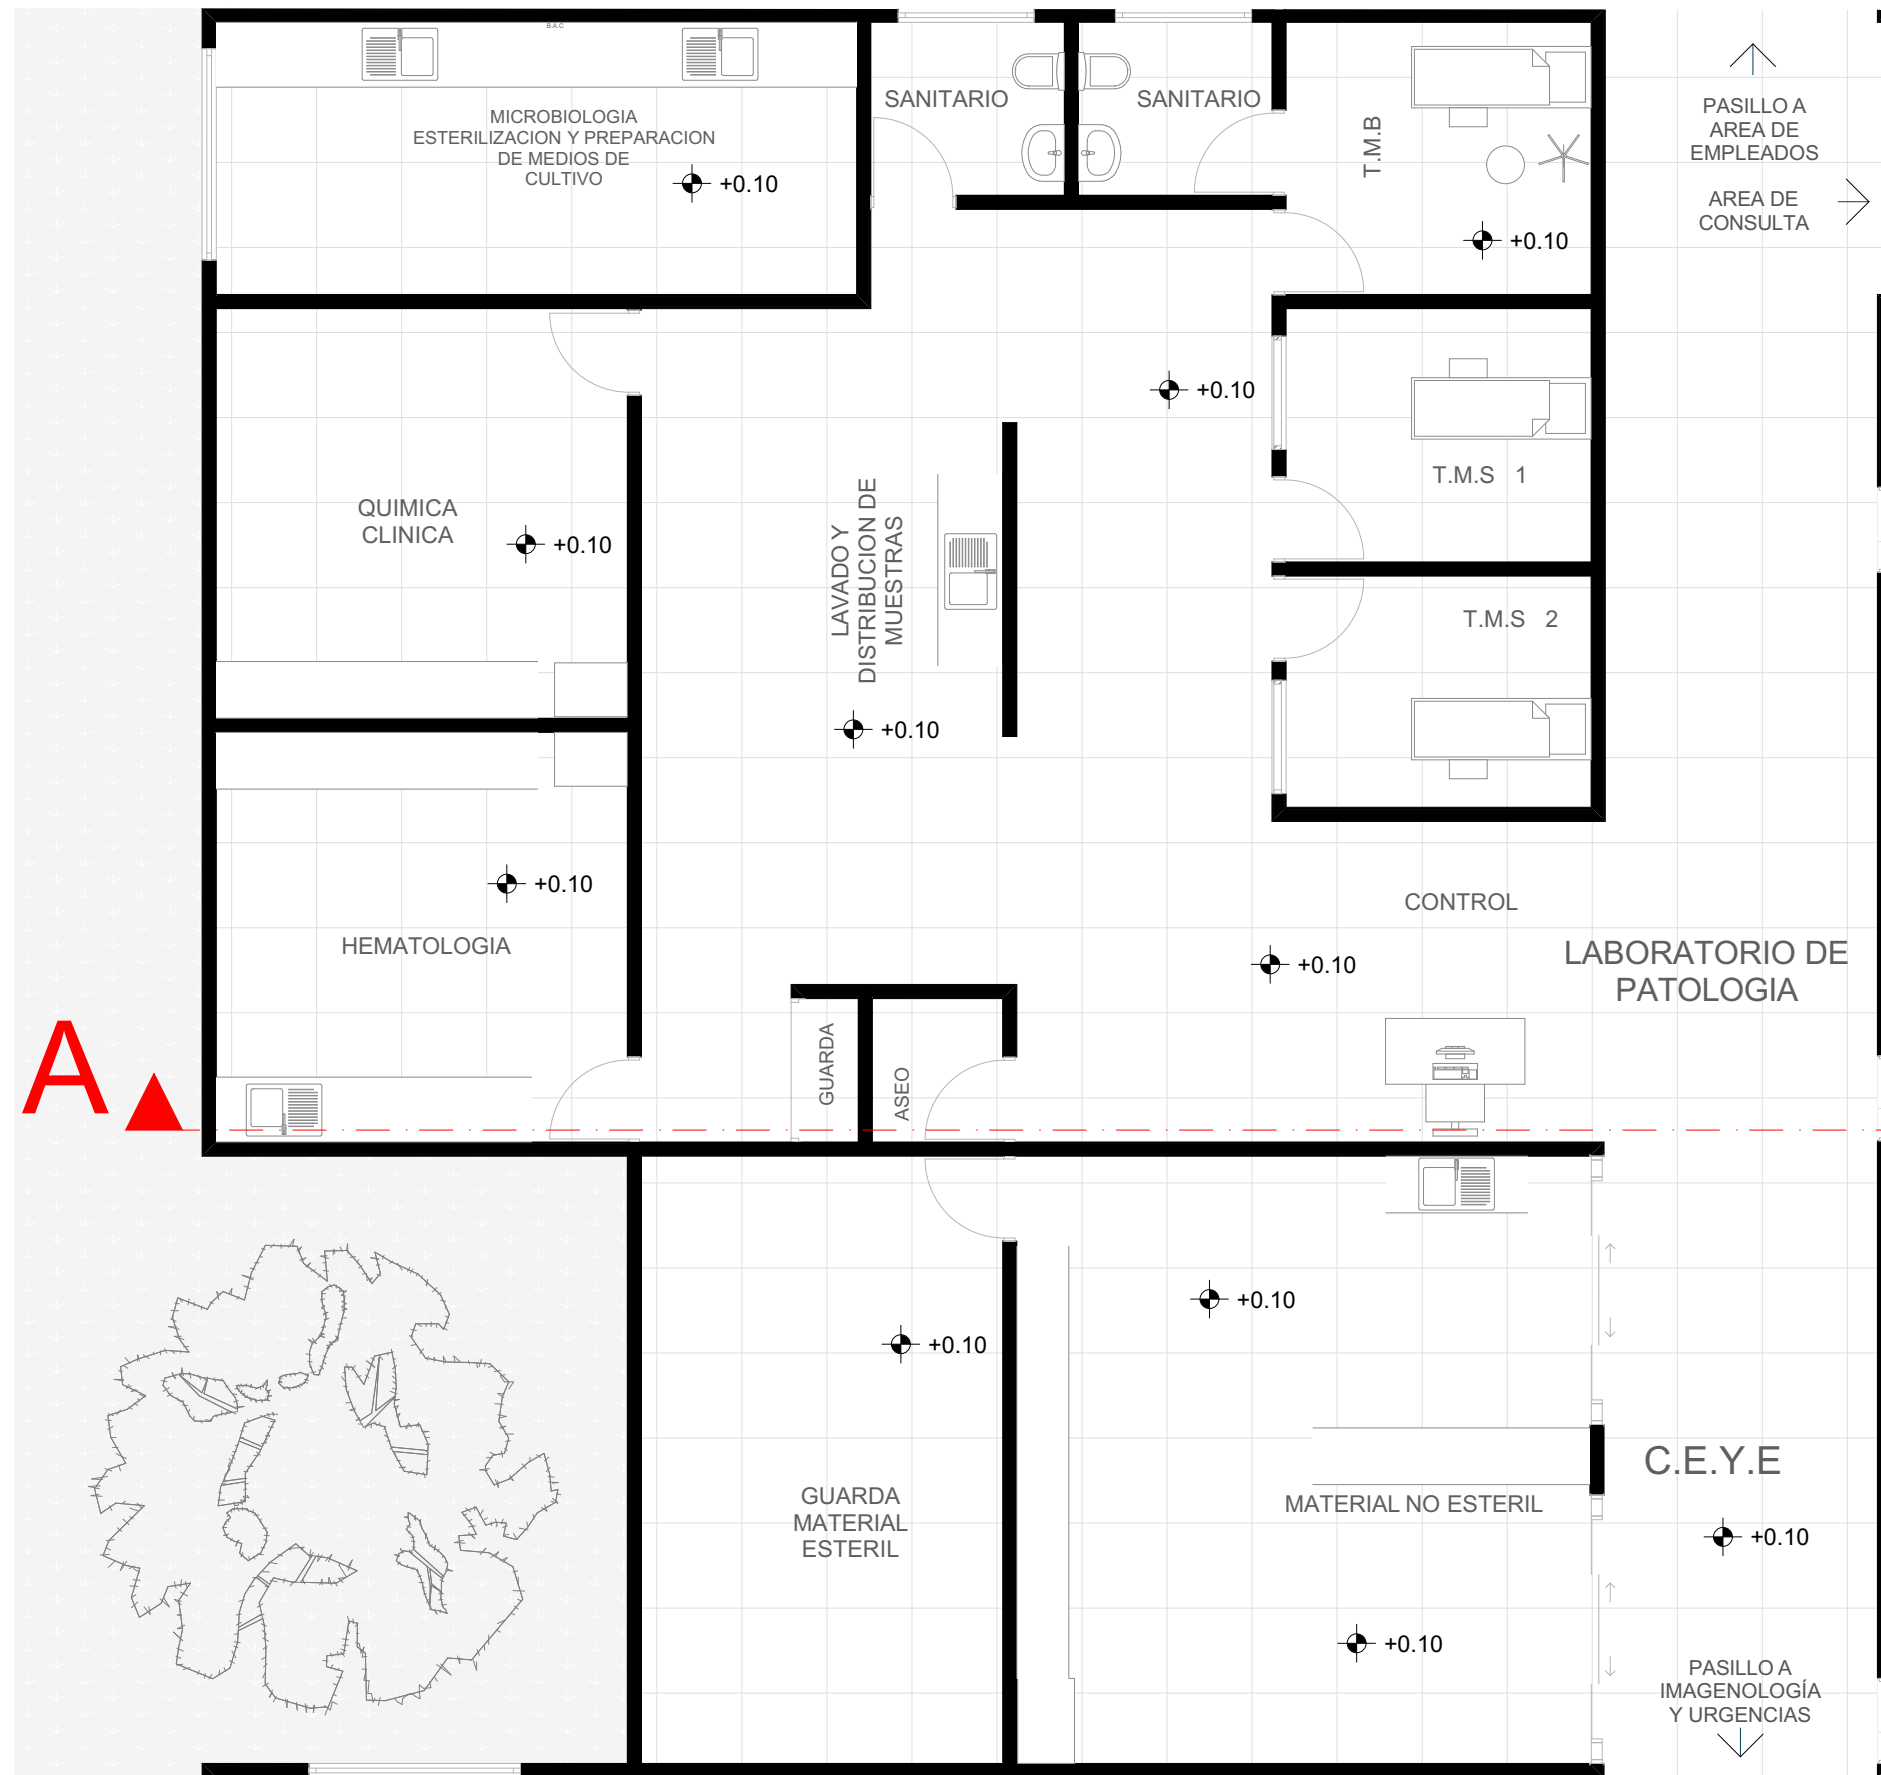 B.A.C
MICROBIOLOGIA
ESTERILIZACION Y PREPARACION
DE MEDIOS DE
CULTIVO
+0.10
SANITARIO
SANITARIO
T.M.B
+0.10
PASILLO A
AREA DE
EMPLEADOS
AREA DE
CONSULTA
+0.10
QUIMICA
CLINICA
+0.10
LAVADO Y
DISTRIBUCION DE
MUESTRAS
+0.10
T.M.S 1
T.M.S 2
+0.10
HEMATOLOGIA
CONTROL
+0.10
LABORATORIO DE
PATOLOGIA
GUARDA
ASEO
A
+0.10
+0.10
GUARDA
MATERIAL
ESTERIL
MATERIAL NO ESTERIL
C.E.Y.E
+0.10
+0.10
PASILLO A
IMAGENOLOGÍA
Y URGENCIAS